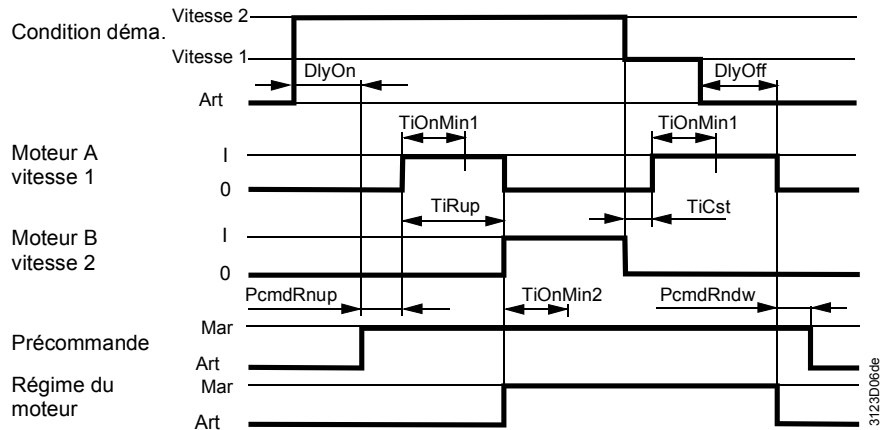 Vitesse 2
Condition déma.
Vitesse 1
DlyOn
DlyOff
Art
TiOnMin1
TiOnMin1
Moteur A
vitesse 1
I
0
TiRup
TiCst
Moteur B
vitesse 2
I
0
PcmdRnup
TiOnMin2
PcmdRndw
Précommande
Mar
Art
Régime du
moteur
Mar
Art
3123D06de